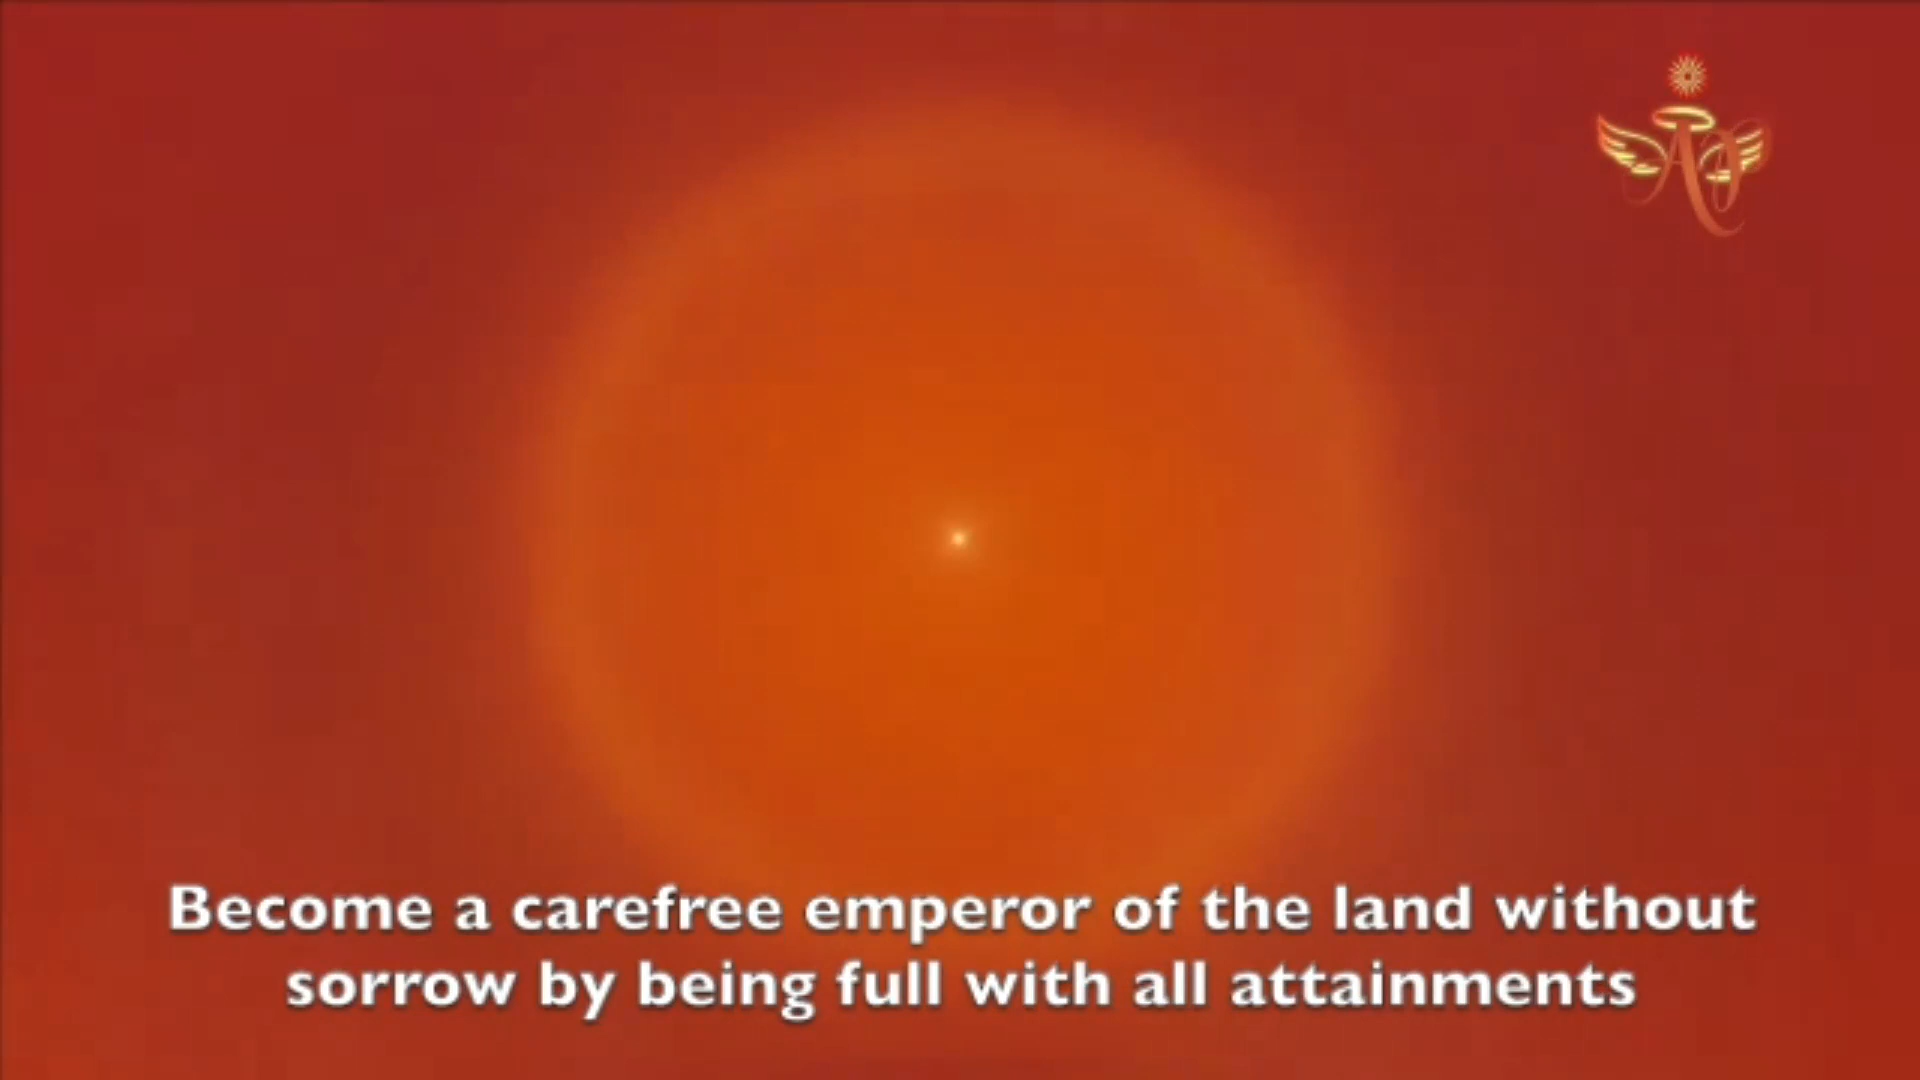 Become a carefree emperor of the land without
sorrow by being full with all attainments